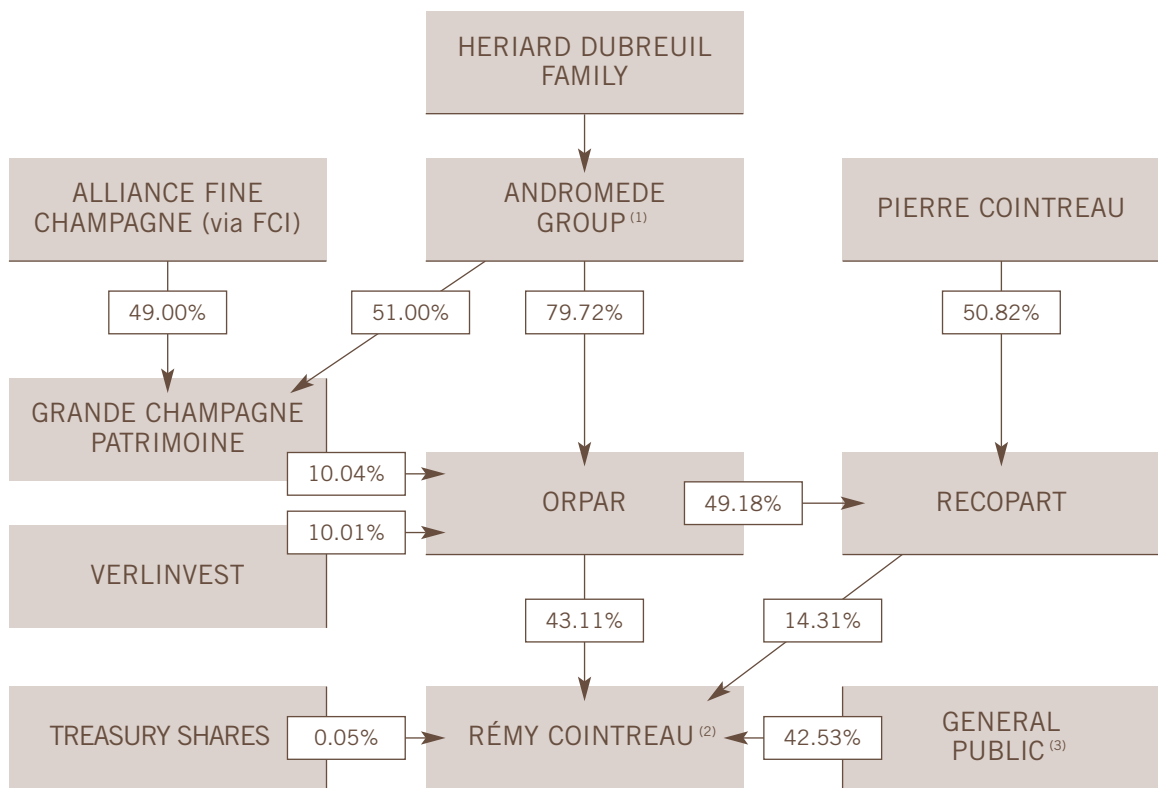 HERIARD DUBREUIL
FAMILY
ALLIANCE FINE
CHAMPAGNE (via FCI)
ANDROMEDE
GROUP (1)
PIERRE COINTREAU
49.00%
51.00%
79.72%
50.82%
GRANDE CHAMPAGNE
PATRIMOINE
10.04%
ORPAR
49.18%
RECOPART
10.01%
VERLINVEST
43.11%
14.31%
TREASURY SHARES
0.05%
RÉMY COINTREAU (2)
42.53%
GENERAL
PUBLIC (3)